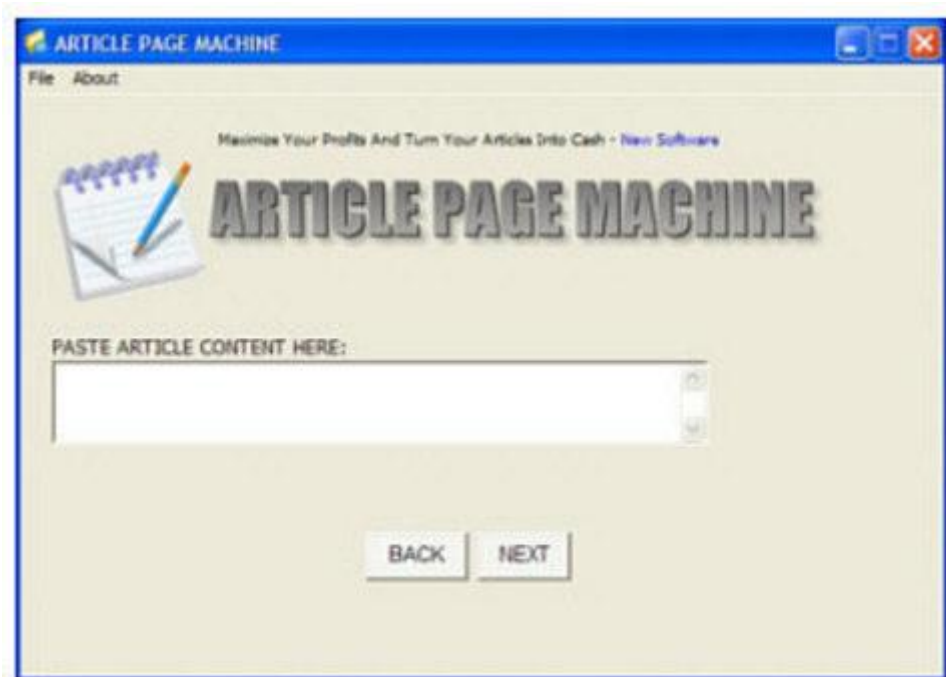 ARTICLE PAGE MACHINE
File About
Maximize Your Profits And Turn Your Articles Into Cash - New Software
ARTICLE PAGE MACHINE
PASTE ARTICLE CONTENT HERE:
BACK NEXT